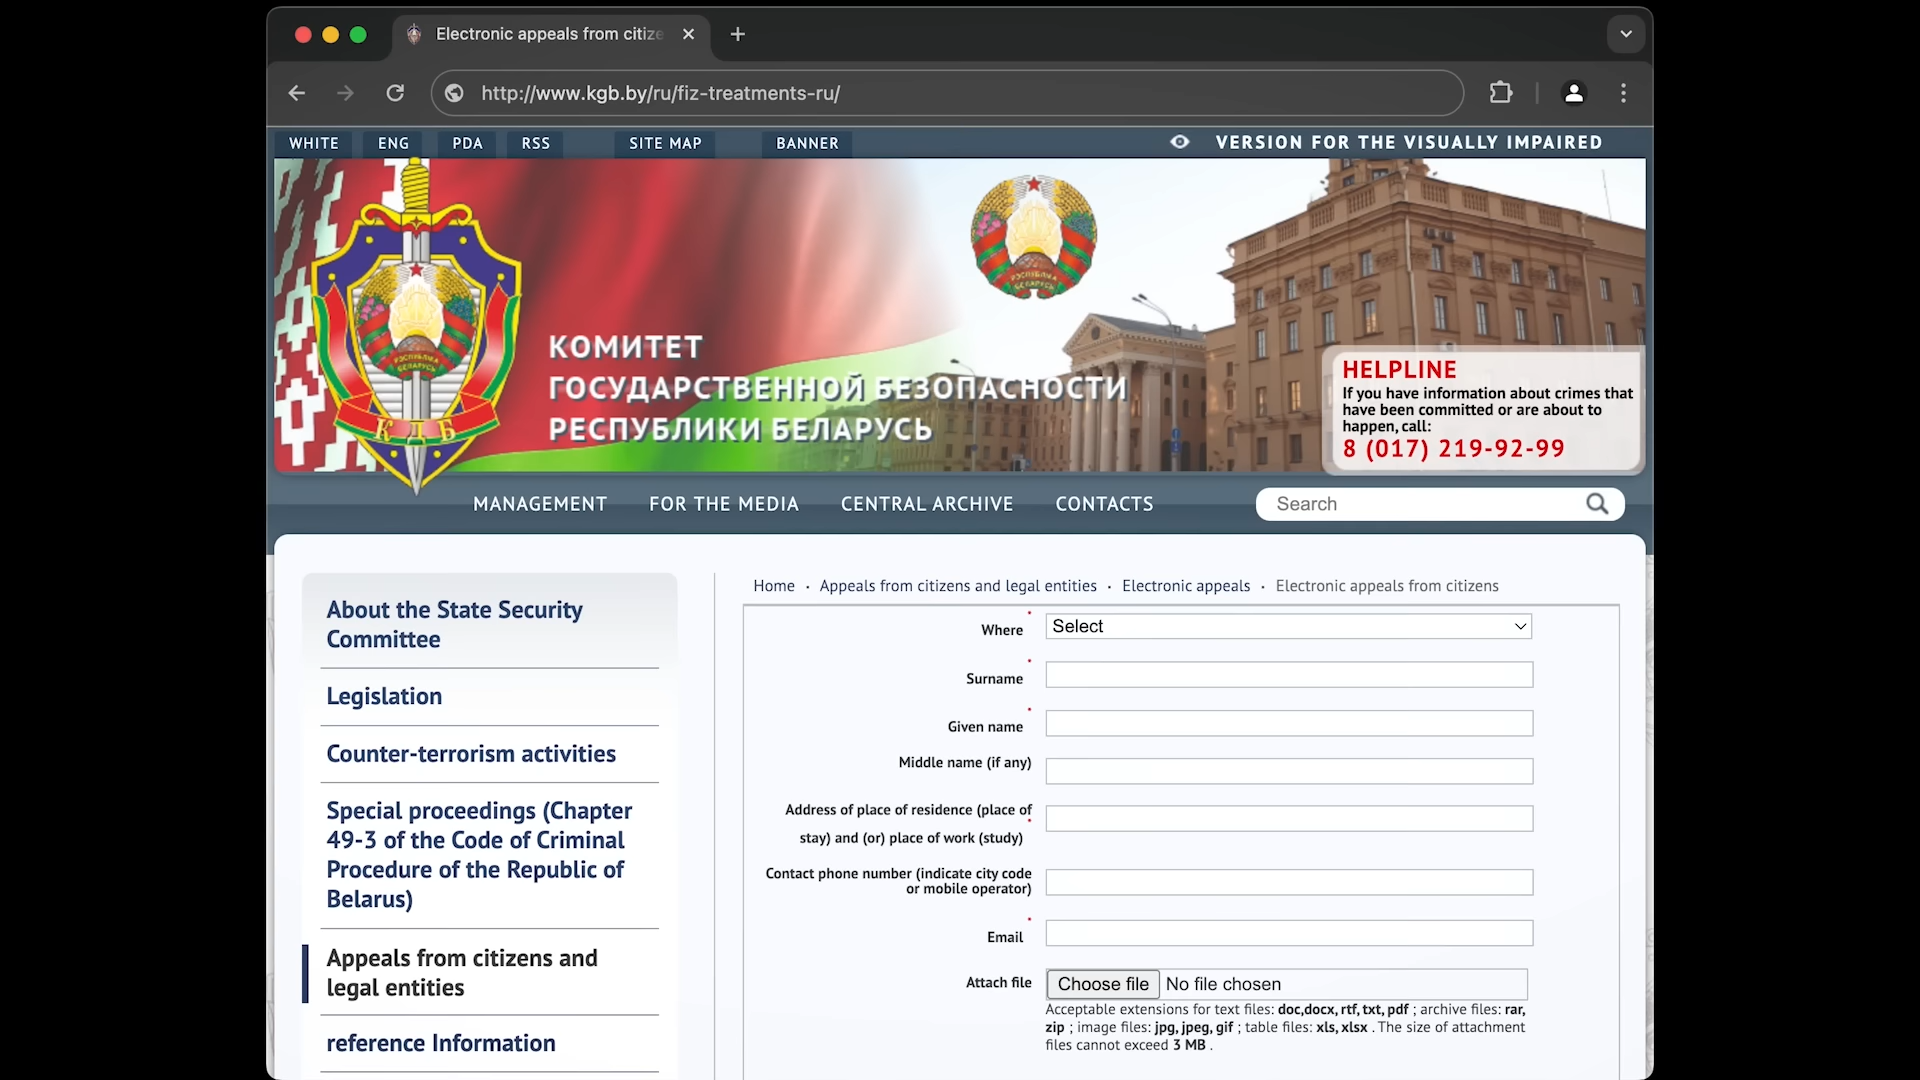 Electronic appeals from citize
http://www.kgb.by/ru/fiz-treatments-ru/
WHITE ENG PDA RSS SITE MAP BANNER VERSION FOR THE VISUALLY IMPAIRED
КОМИТЕТ
ГОСУДАРСТВЕННОЙ БЕЗОПАСНОСТИ
РЕСПУБЛИКИ БЕЛАРУСЬ
РЭСПУБЛІКА
БЕЛАРУСЬ
РЭСПУБЛІКА
БЕЛАРУСЬ
КДБ
HELPLINE
If you have information about crimes that
have been committed or are about to
happen, call:
8 (017) 219-92-99
MANAGEMENT FOR THE MEDIA CENTRAL ARCHIVE CONTACTS Search
About the State Security
Committee
Legislation
Counter-terrorism activities
Special proceedings (Chapter
49-3 of the Code of Criminal
Procedure of the Republic of
Belarus)
Appeals from citizens and
legal entities
reference Information
Home · Appeals from citizens and legal entities · Electronic appeals · Electronic appeals from citizens
Where * Select
Surname *
Given name *
Middle name (if any)
Address of place of residence (place of
stay) and (or) place of work (study) *
Contact phone number (indicate city code
or mobile operator)
Email *
Attach file Choose file No file chosen
Acceptable extensions for text files: doc,docx, rtf, txt, pdf ; archive files: rar,
zip ; image files: jpg, jpeg, gif ; table files: xls, xlsx . The size of attachment
files cannot exceed 3 MB .